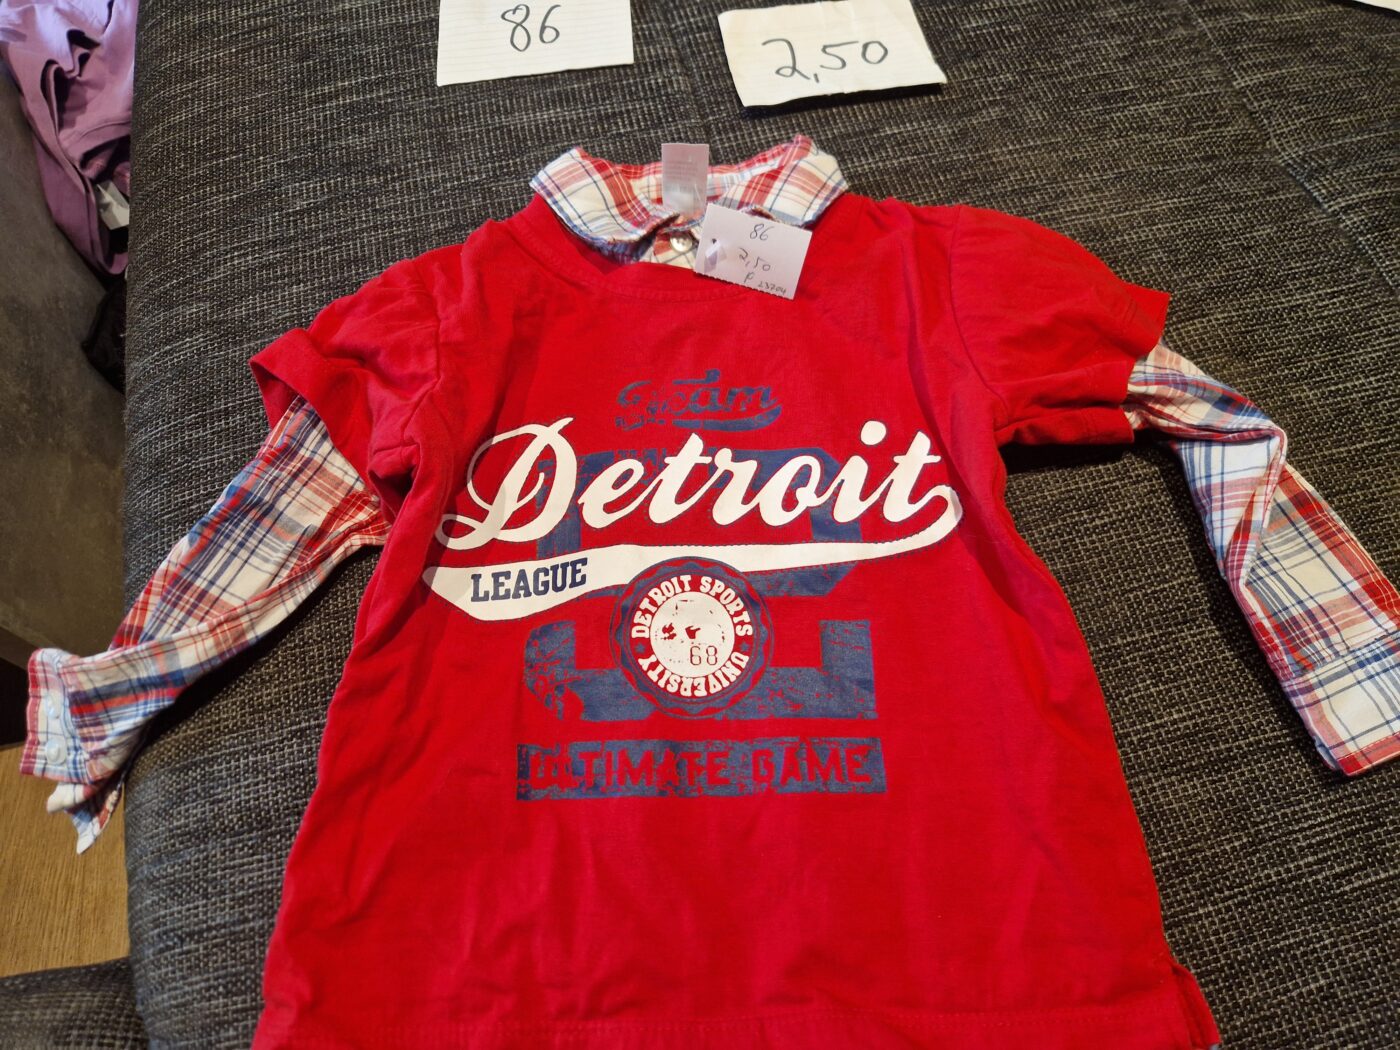 86
2,50
86
2,50
Team
Detroit
LEAGUE
DETROIT SPORTS
68
UNIVERSITY
ULTIMATE GAME